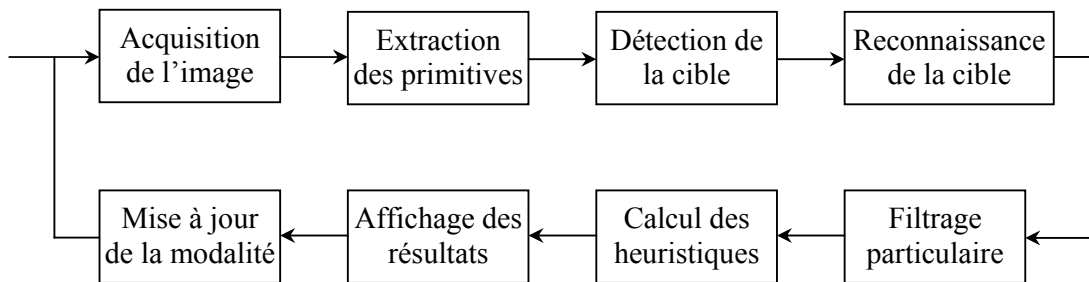 Acquisition
de l’image
Extraction
des primitives
Détection de
la cible
Reconnaissance
de la cible
Mise à jour
de la modalité
Affichage des
résultats
Calcul des
heuristiques
Filtrage
particulaire